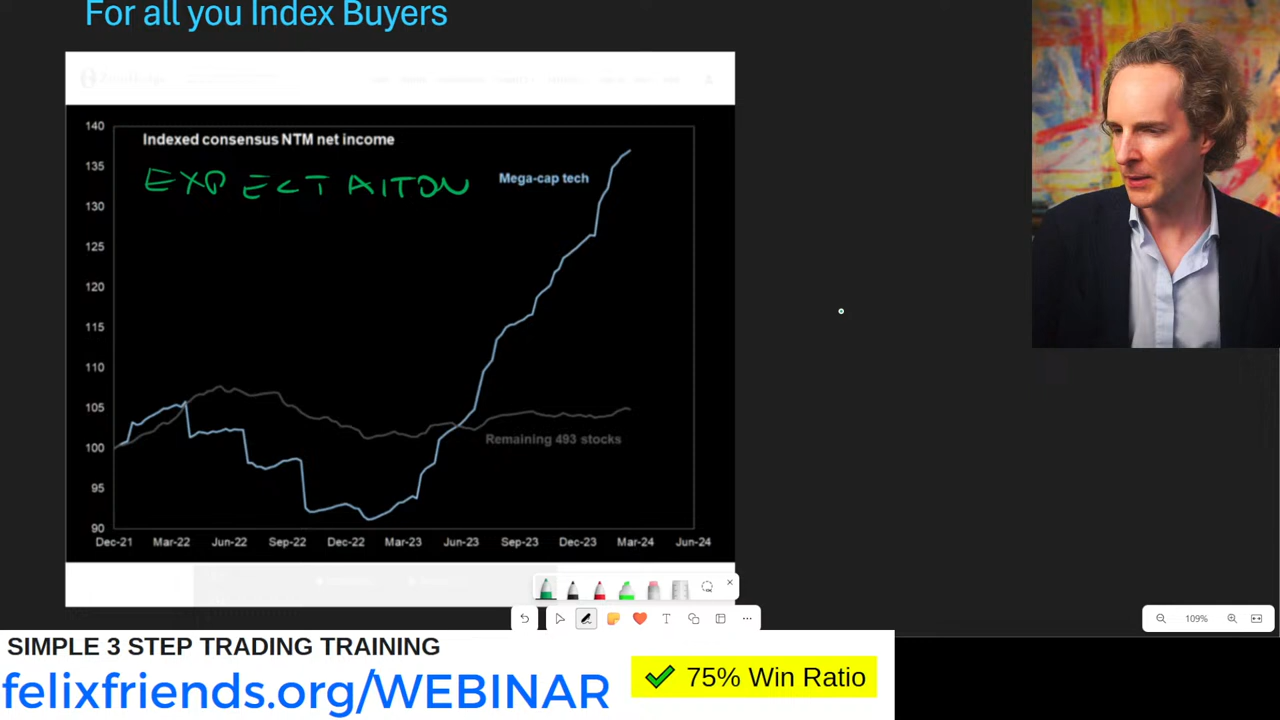 For all you Index Buyers
140
Indexed consensus NTM net income
135
EXPECTAITON
Mega-cap tech
130
125
120
115
110
105
Remaining 493 stocks
100
95
90
Dec-21 Mar-22 Jun-22 Sep-22 Dec-22 Mar-23 Jun-23 Sep-23 Dec-23 Mar-24 Jun-24
109%
SIMPLE 3 STEP TRADING TRAINING
felixfriends.org/WEBINAR
75% Win Ratio